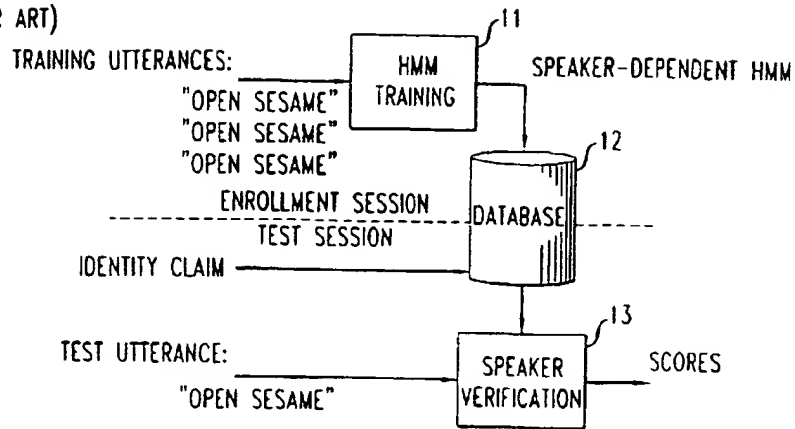 ART)
TRAINING UTTERANCES:
"OPEN SESAME"
"OPEN SESAME"
"OPEN SESAME"
11
HMM
TRAINING
SPEAKER-DEPENDENT HMM
12
DATABASE
ENROLLMENT SESSION
TEST SESSION
IDENTITY CLAIM
13
TEST UTTERANCE:
"OPEN SESAME"
SPEAKER
VERIFICATION
SCORES